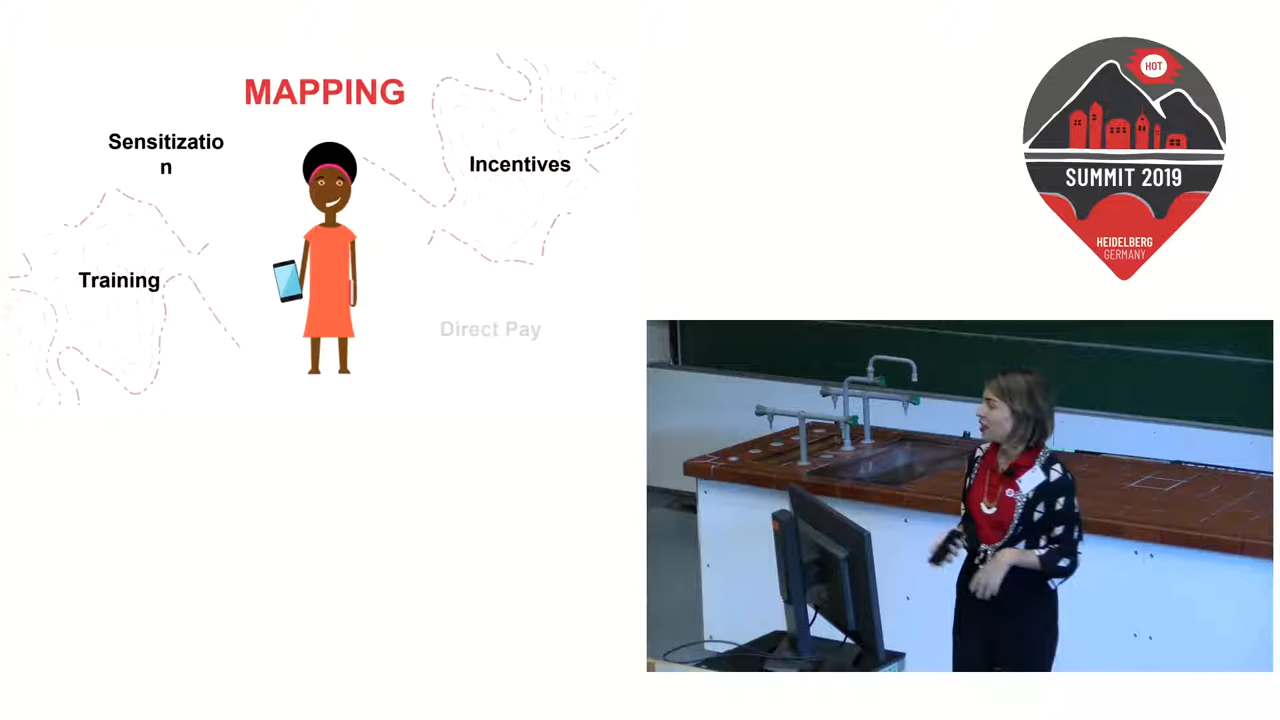 MAPPING
Sensitizatio
n
Incentives
Training
Direct Pay
HOT
SUMMIT 2019
HEIDELBERG
GERMANY